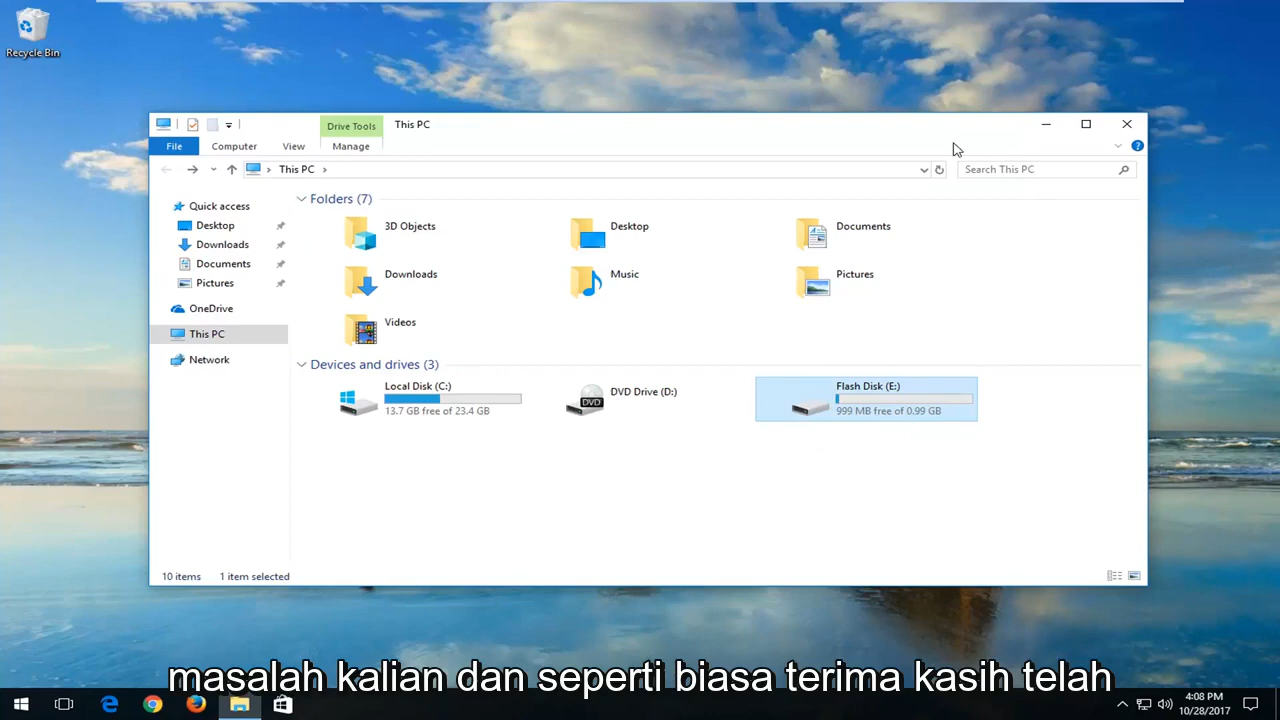 Recycle Bin
Drive Tools
This PC
File
Computer
View
Manage
This PC
Search This PC
Quick access
Desktop
Downloads
Documents
Pictures
OneDrive
This PC
Network
Folders (7)
3D Objects
Desktop
Documents
Downloads
Music
Pictures
Videos
Devices and drives (3)
Local Disk (C:)
13.7 GB free of 23.4 GB
DVD
DVD Drive (D:)
Flash Disk (E:)
999 MB free of 0.99 GB
10 items
1 item selected
masalah kalian dan seperti biasa terima kasih telah
4:08 PM
10/28/2017